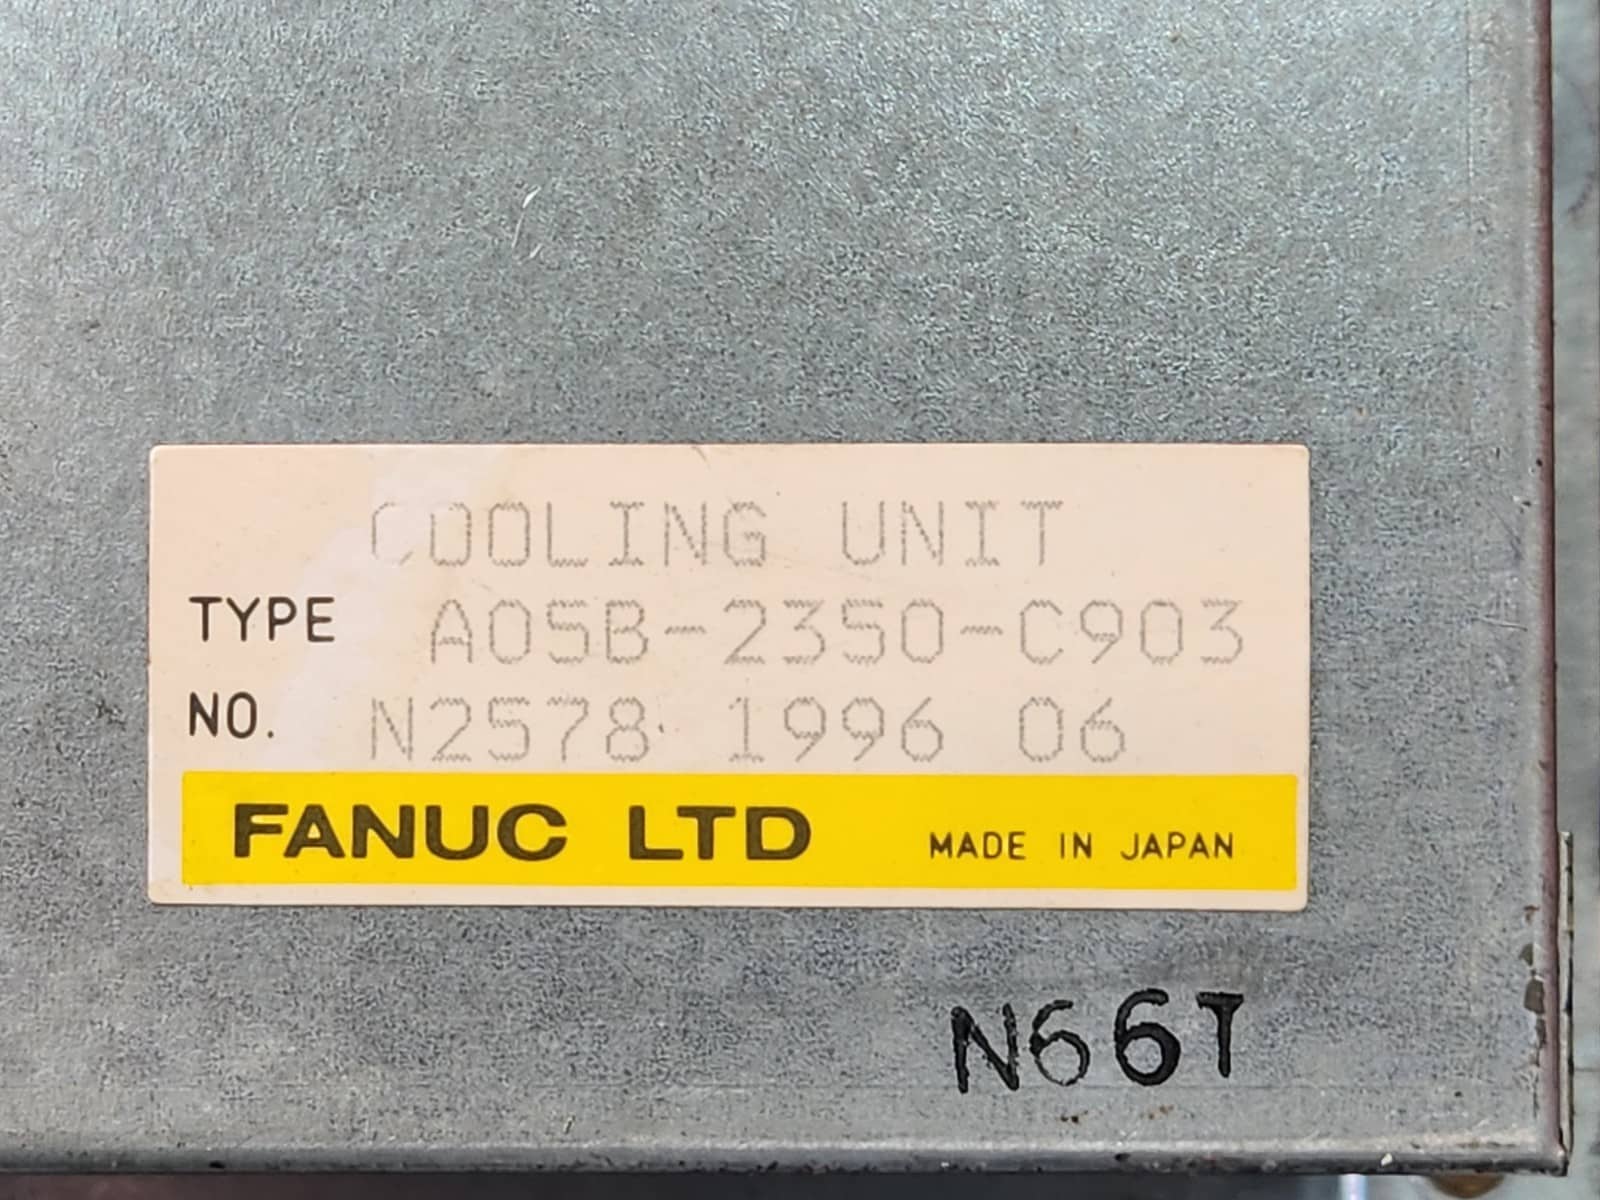 COOLING UNIT
TYPE A05B-2350-C903
NO. N2578 1996 06
FANUC LTD MADE IN JAPAN
N66T